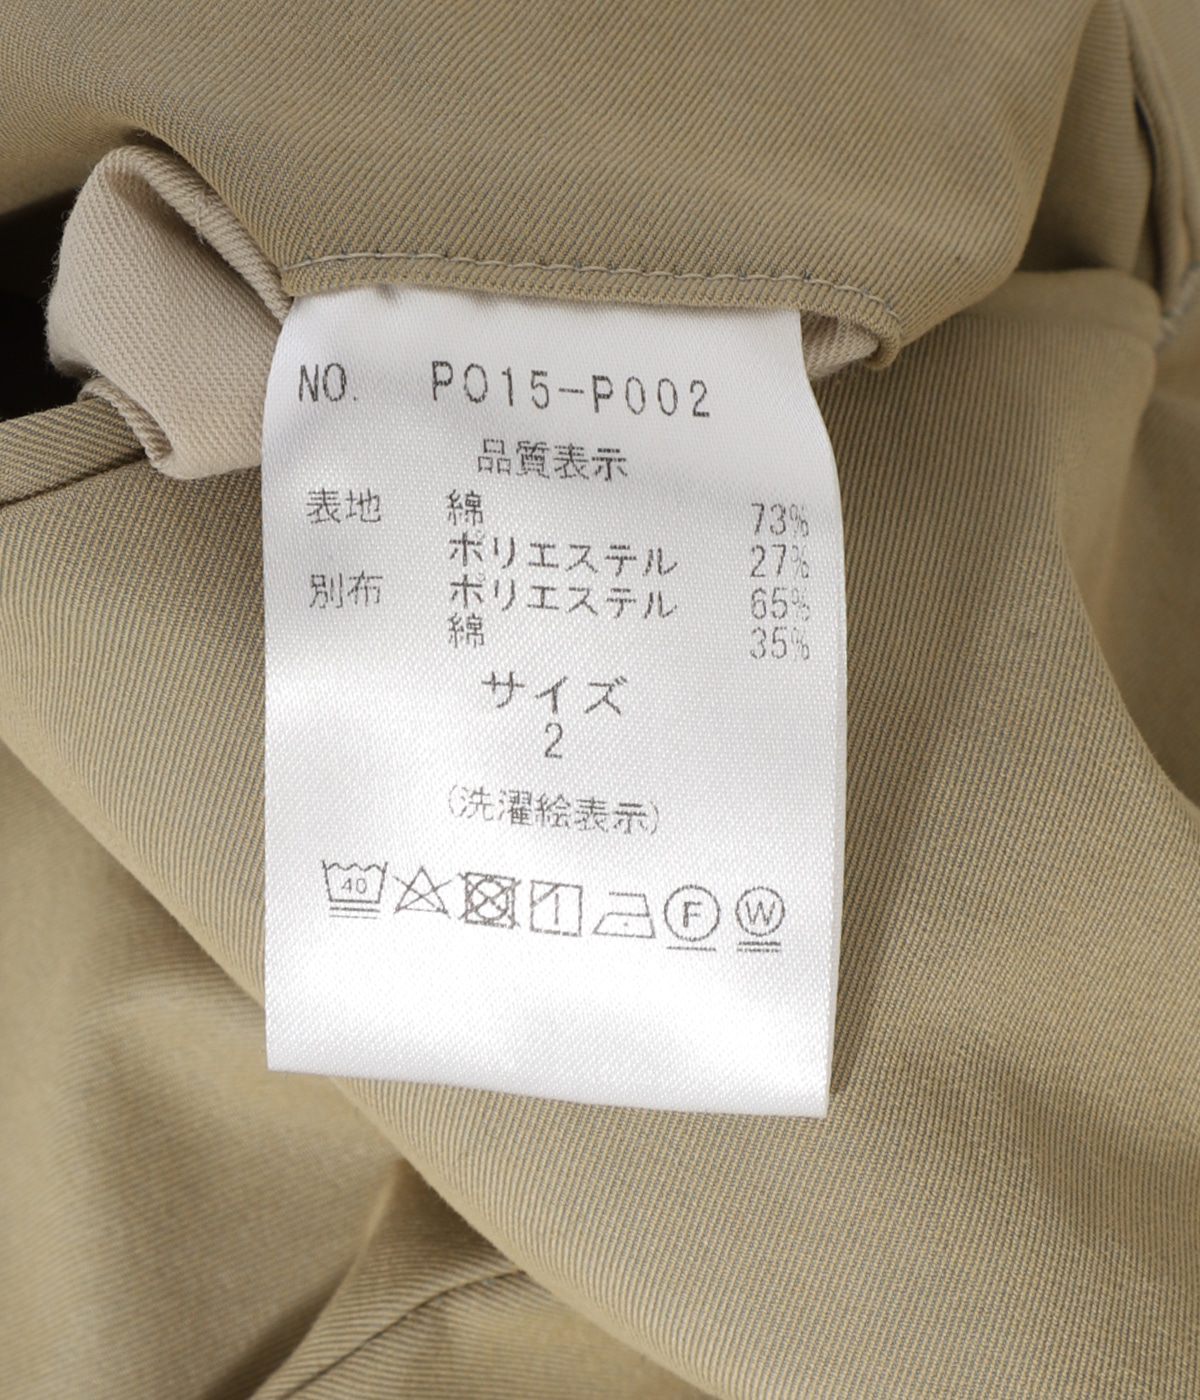 NO. PO15-P002
品質表示
表地 綿 73%
ポリエステル 27%
別布 ポリエステル 65%
綿 35%
サイズ
2
(洗濯絵表示)
40 F W